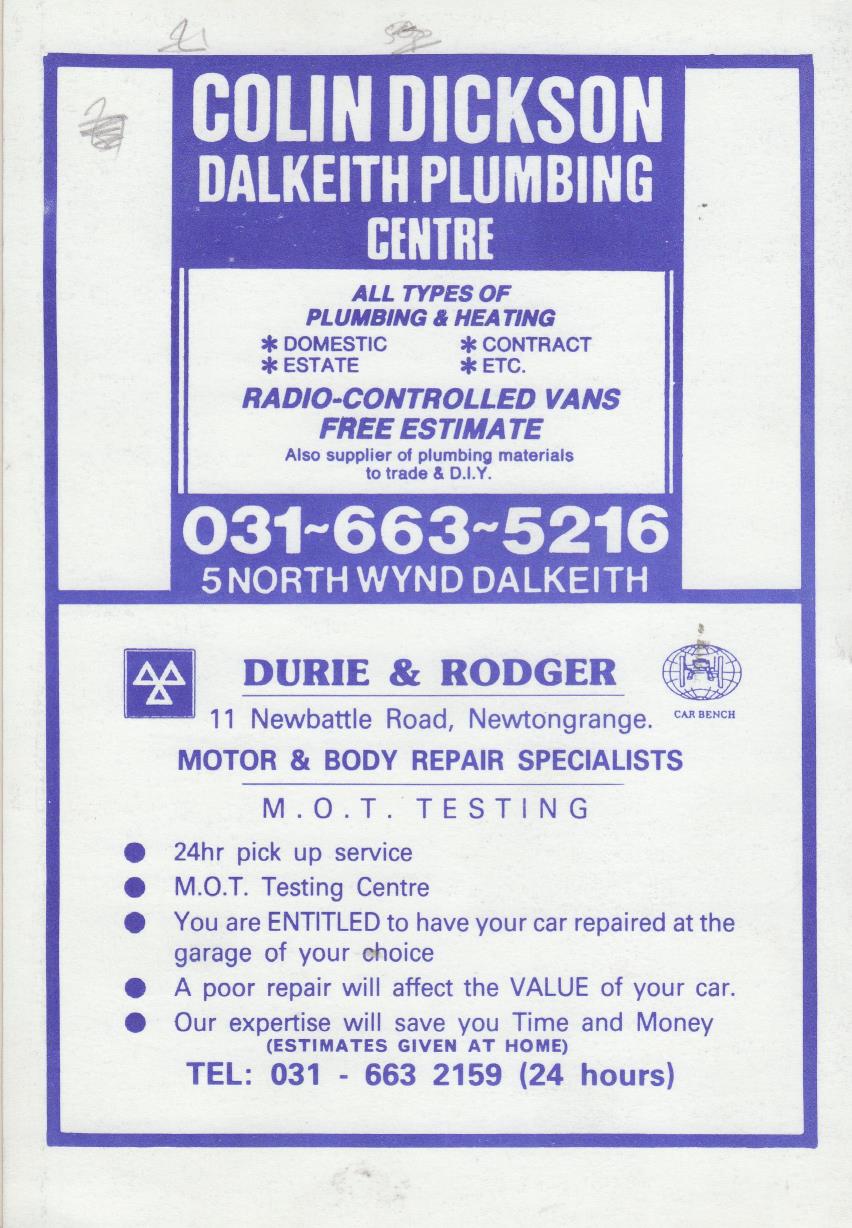 COLIN DICKSON
DALKEITH PLUMBING
CENTRE
ALL TYPES OF
PLUMBING & HEATING
* DOMESTIC * CONTRACT
* ESTATE * ETC.
RADIO-CONTROLLED VANS
FREE ESTIMATE
Also supplier of plumbing materials
to trade & D.I.Y.
031~663~5216
5 NORTH WYND DALKEITH
DURIE & RODGER
11 Newbattle Road, Newtongrange.
CAR BENCH
MOTOR & BODY REPAIR SPECIALISTS
M.O.T. TESTING
● 24hr pick up service
● M.O.T. Testing Centre
● You are ENTITLED to have your car repaired at the
garage of your choice
● A poor repair will affect the VALUE of your car.
● Our expertise will save you Time and Money
(ESTIMATES GIVEN AT HOME)
TEL: 031 - 663 2159 (24 hours)